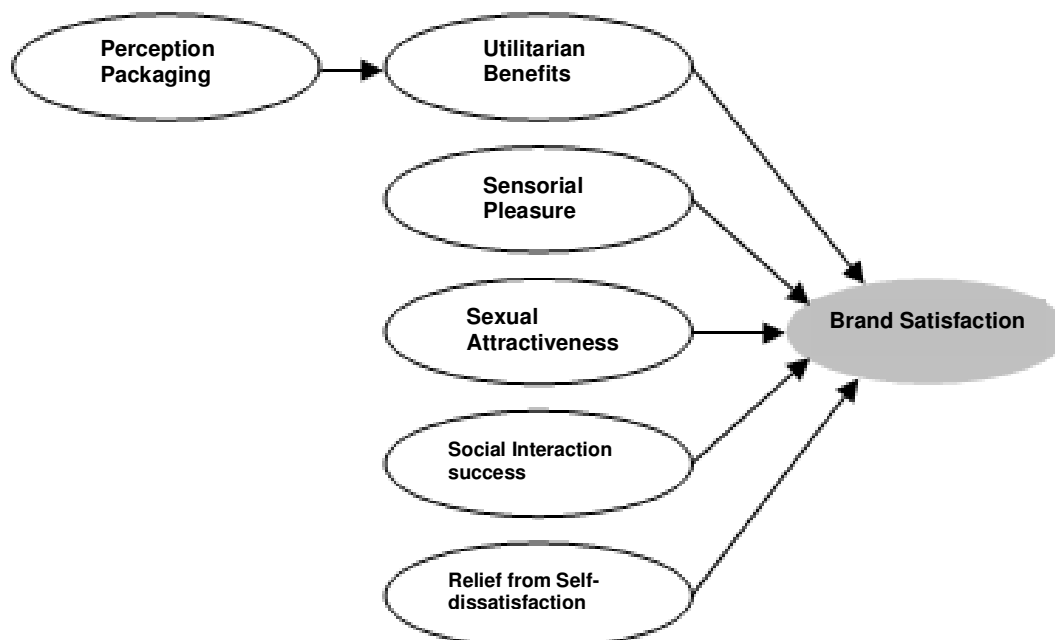 Perception
Packaging
Utilitarian
Benefits
Sensorial
Pleasure
Sexual
Attractiveness
Brand Satisfaction
Social Interaction
success
Relief from Self-
dissatisfaction